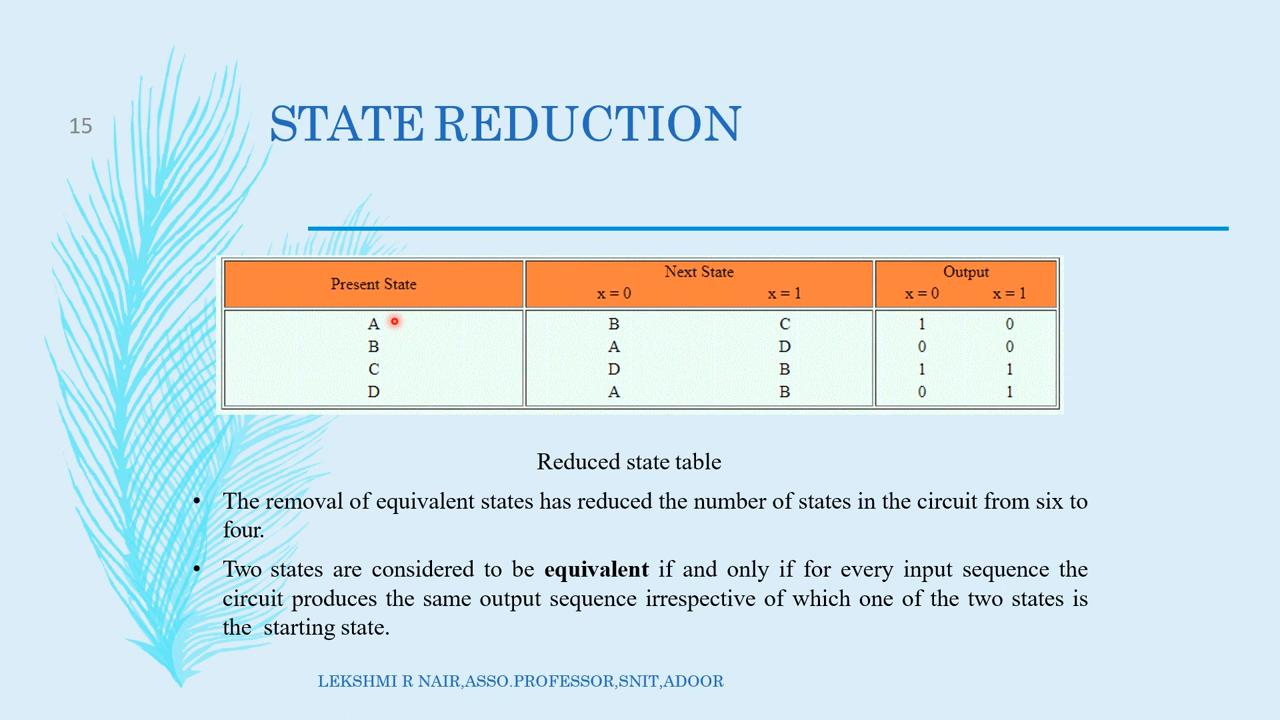 15
STATE REDUCTION
Present State Next State Output
x = 0 x = 1 x = 0 x = 1
A B C 1 0
B A D 0 0
C D B 1 1
D A B 0 1
Reduced state table
• The removal of equivalent states has reduced the number of states in the circuit from six to
four.
• Two states are considered to be equivalent if and only if for every input sequence the
circuit produces the same output sequence irrespective of which one of the two states is
the starting state.
LEKSHMI R NAIR,ASSO.PROFESSOR,SNIT,ADOOR